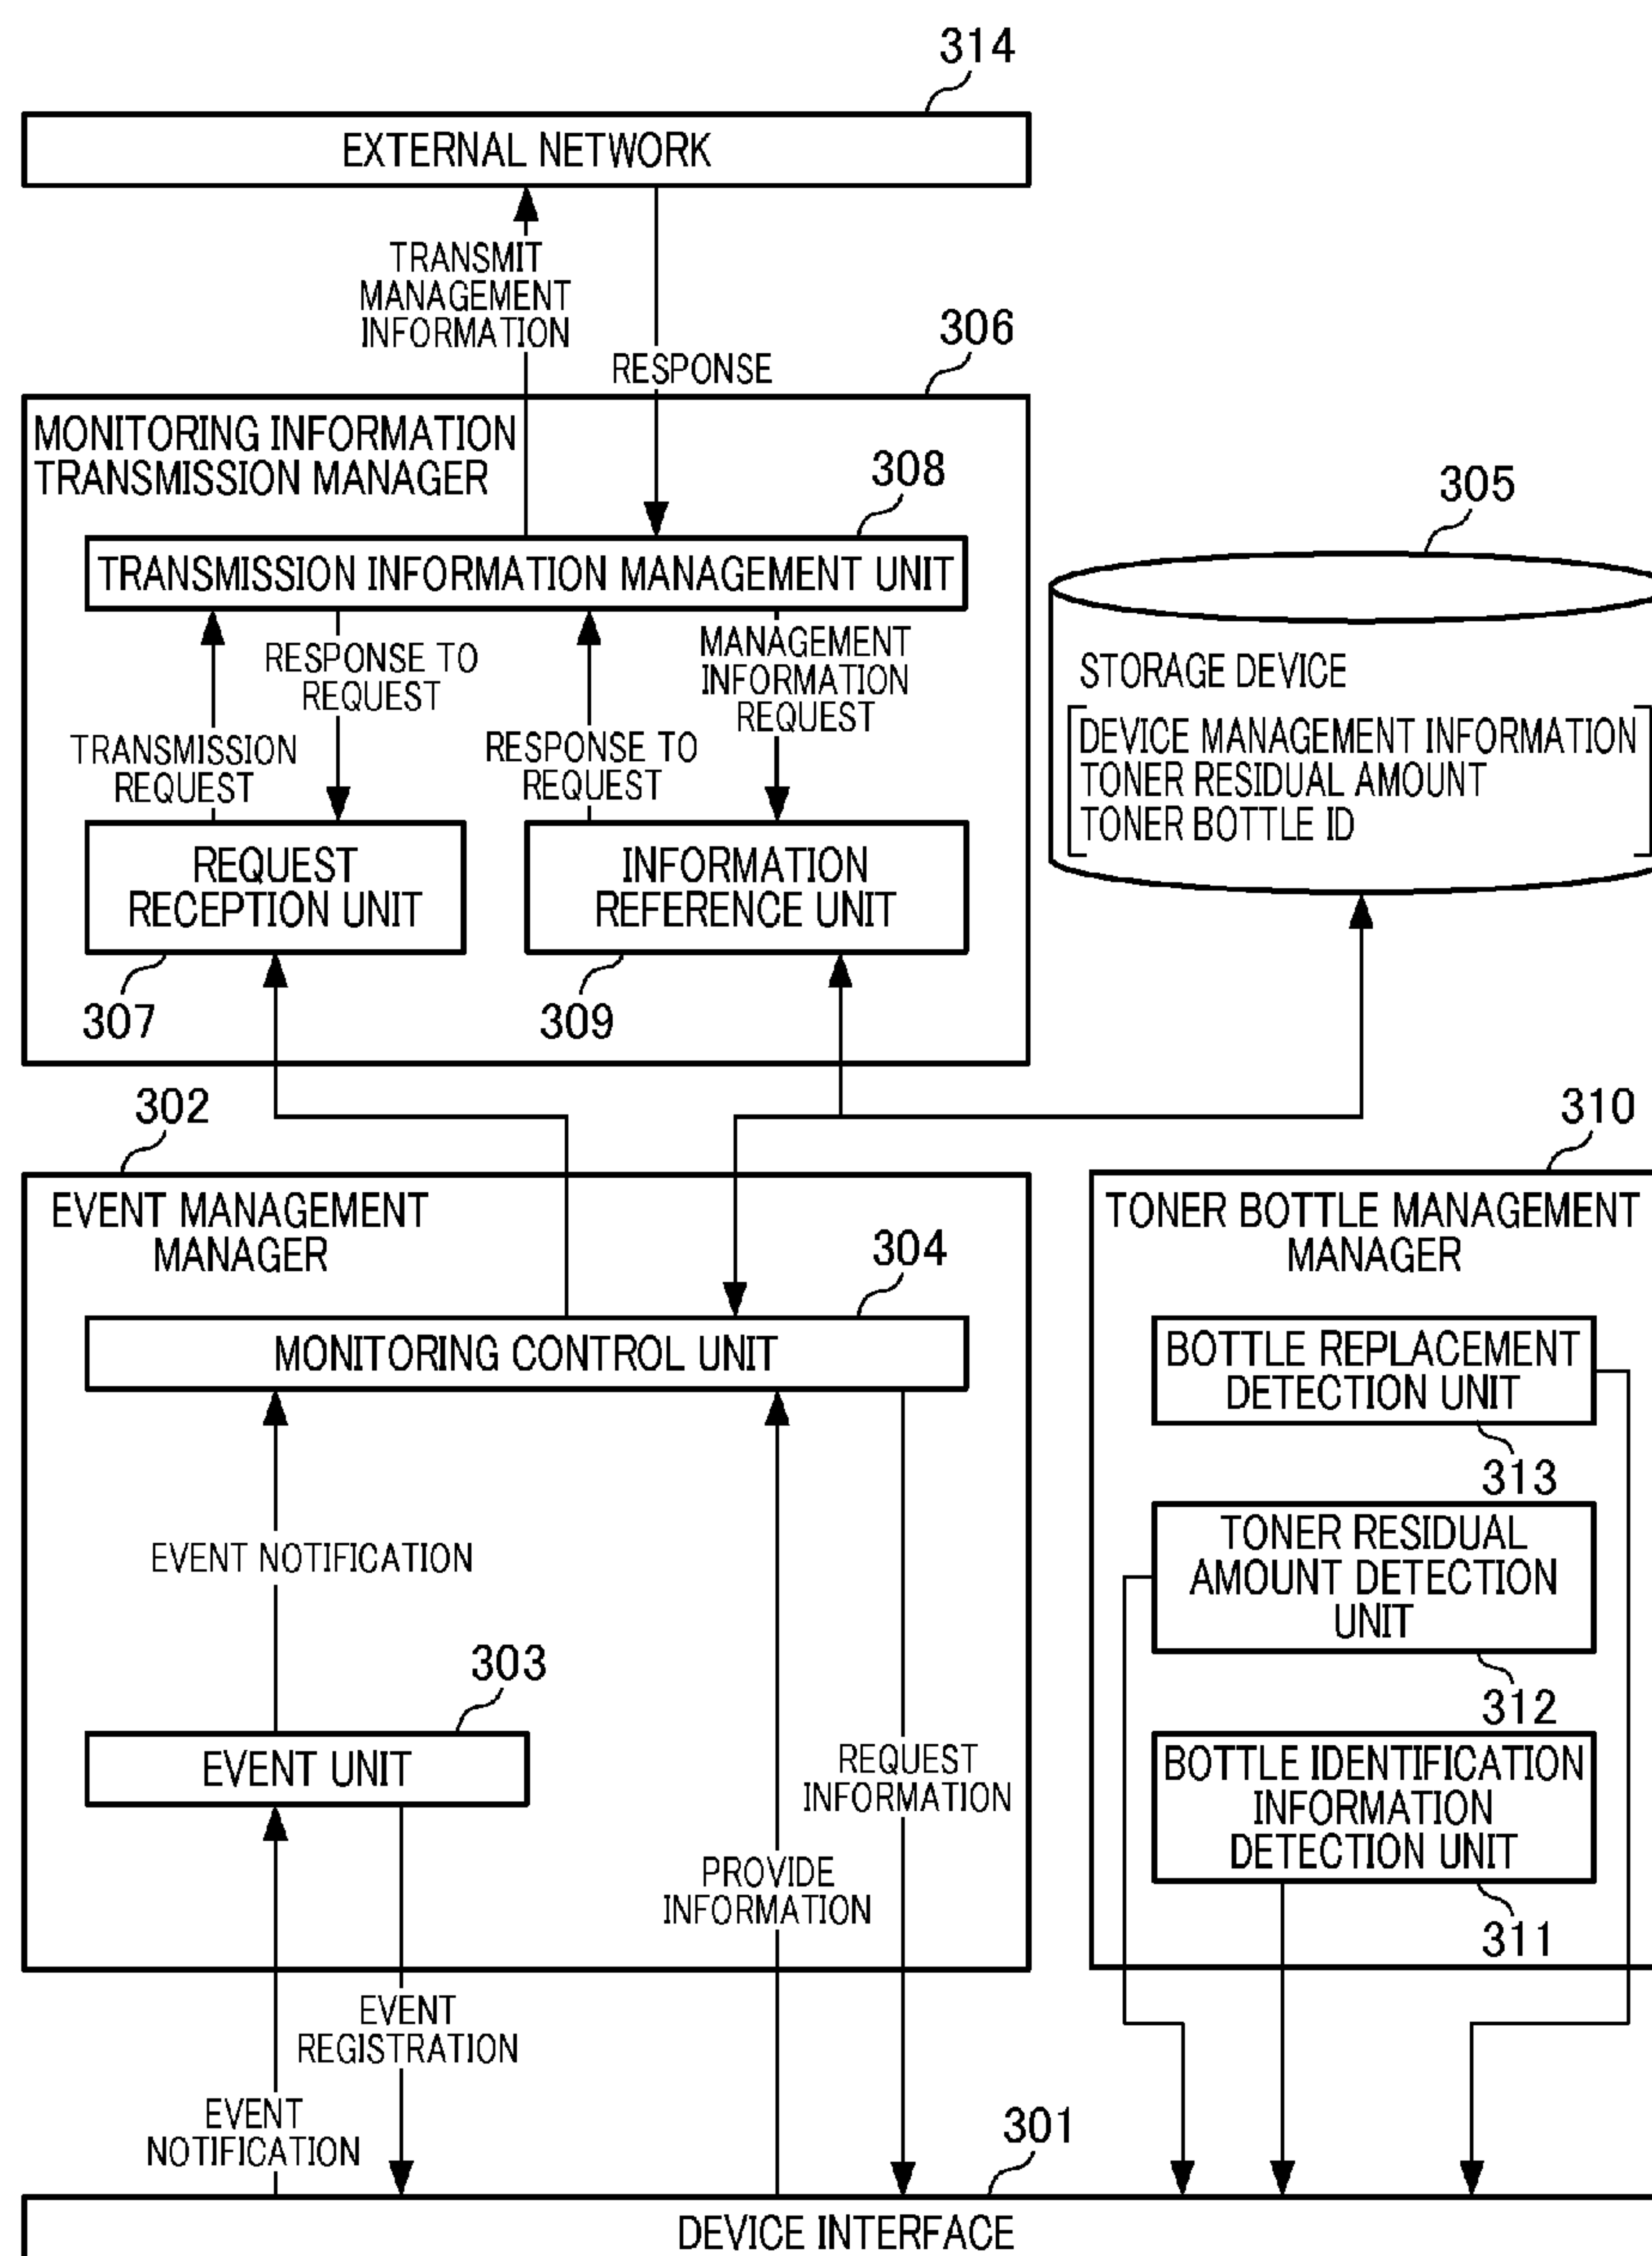 314
EXTERNAL NETWORK
TRANSMIT
MANAGEMENT
INFORMATION
RESPONSE
306
MONITORING INFORMATION
TRANSMISSION MANAGER
308
TRANSMISSION INFORMATION MANAGEMENT UNIT
RESPONSE TO
REQUEST
MANAGEMENT
INFORMATION
REQUEST
TRANSMISSION
REQUEST
RESPONSE TO
REQUEST
REQUEST
RECEPTION UNIT
INFORMATION
REFERENCE UNIT
307
309
305
STORAGE DEVICE
DEVICE MANAGEMENT INFORMATION
TONER RESIDUAL AMOUNT
TONER BOTTLE ID
302
EVENT MANAGEMENT
MANAGER
304
MONITORING CONTROL UNIT
EVENT NOTIFICATION
303
EVENT UNIT
REQUEST
INFORMATION
PROVIDE
INFORMATION
EVENT
REGISTRATION
EVENT
NOTIFICATION
310
TONER BOTTLE MANAGEMENT
MANAGER
BOTTLE REPLACEMENT
DETECTION UNIT
313
TONER RESIDUAL
AMOUNT DETECTION
UNIT
312
BOTTLE IDENTIFICATION
INFORMATION
DETECTION UNIT
311
301
DEVICE INTERFACE